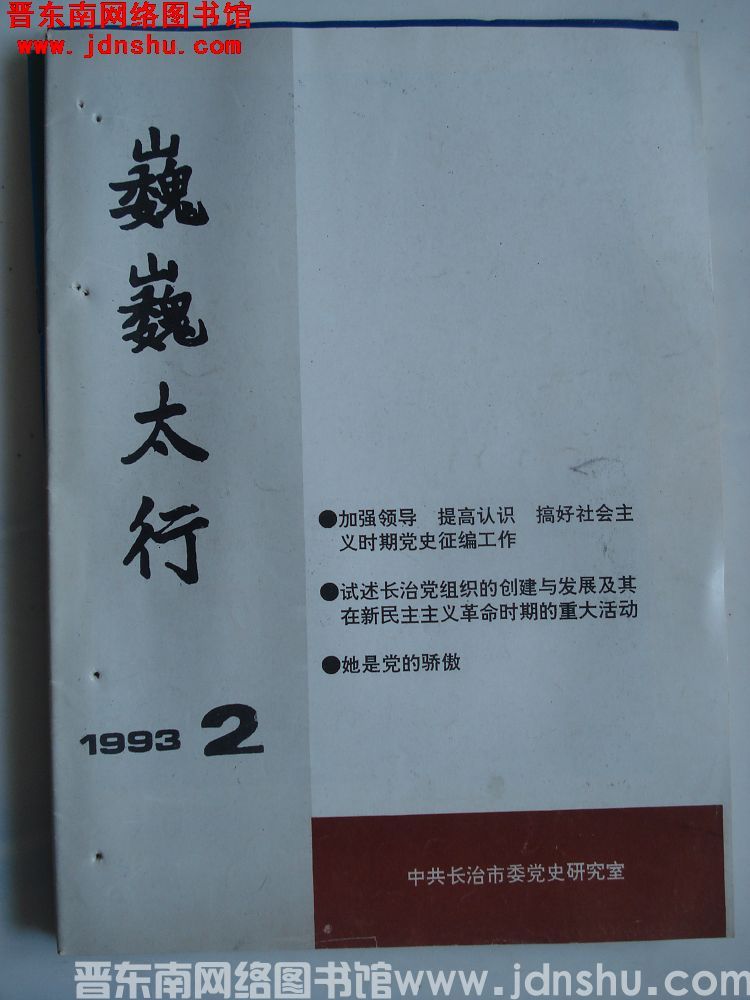 晋东南网络图书馆
www.jdnshu.com
巍巍太行
1993 2
●加强领导 提高认识 搞好社会主
义时期党史征编工作
●试述长治党组织的创建与发展及其
在新民主主义革命时期的重大活动
●她是党的骄傲
中共长治市委党史研究室
晋东南网络图书馆www.jdnshu.com